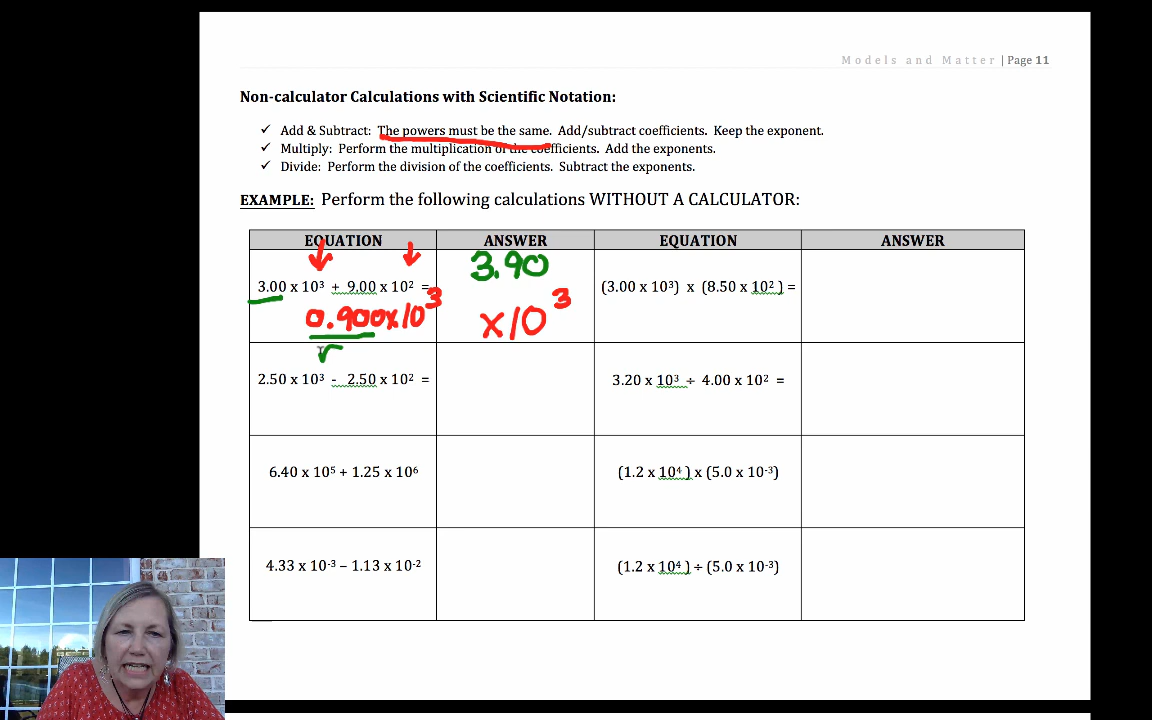 Models and Matter | Page 11
Non-calculator Calculations with Scientific Notation:
✓ Add & Subtract: The powers must be the same. Add/subtract coefficients. Keep the exponent.
✓ Multiply: Perform the multiplication of the coefficients. Add the exponents.
✓ Divide: Perform the division of the coefficients. Subtract the exponents.
EXAMPLE: Perform the following calculations WITHOUT A CALCULATOR:
EQUATION ANSWER EQUATION ANSWER
3.00 x 10³ + 9.00 x 10² =
0.900x10³
3.90
x10³
(3.00 x 10³) x (8.50 x 10² ) =
2.50 x 10³ - 2.50 x 10² =
3.20 x 10³ ÷ 4.00 x 10² =
6.40 x 10⁵ + 1.25 x 10⁶
(1.2 x 10⁴ ) x (5.0 x 10⁻³)
4.33 x 10⁻³ – 1.13 x 10⁻²
(1.2 x 10⁴ ) ÷ (5.0 x 10⁻³)